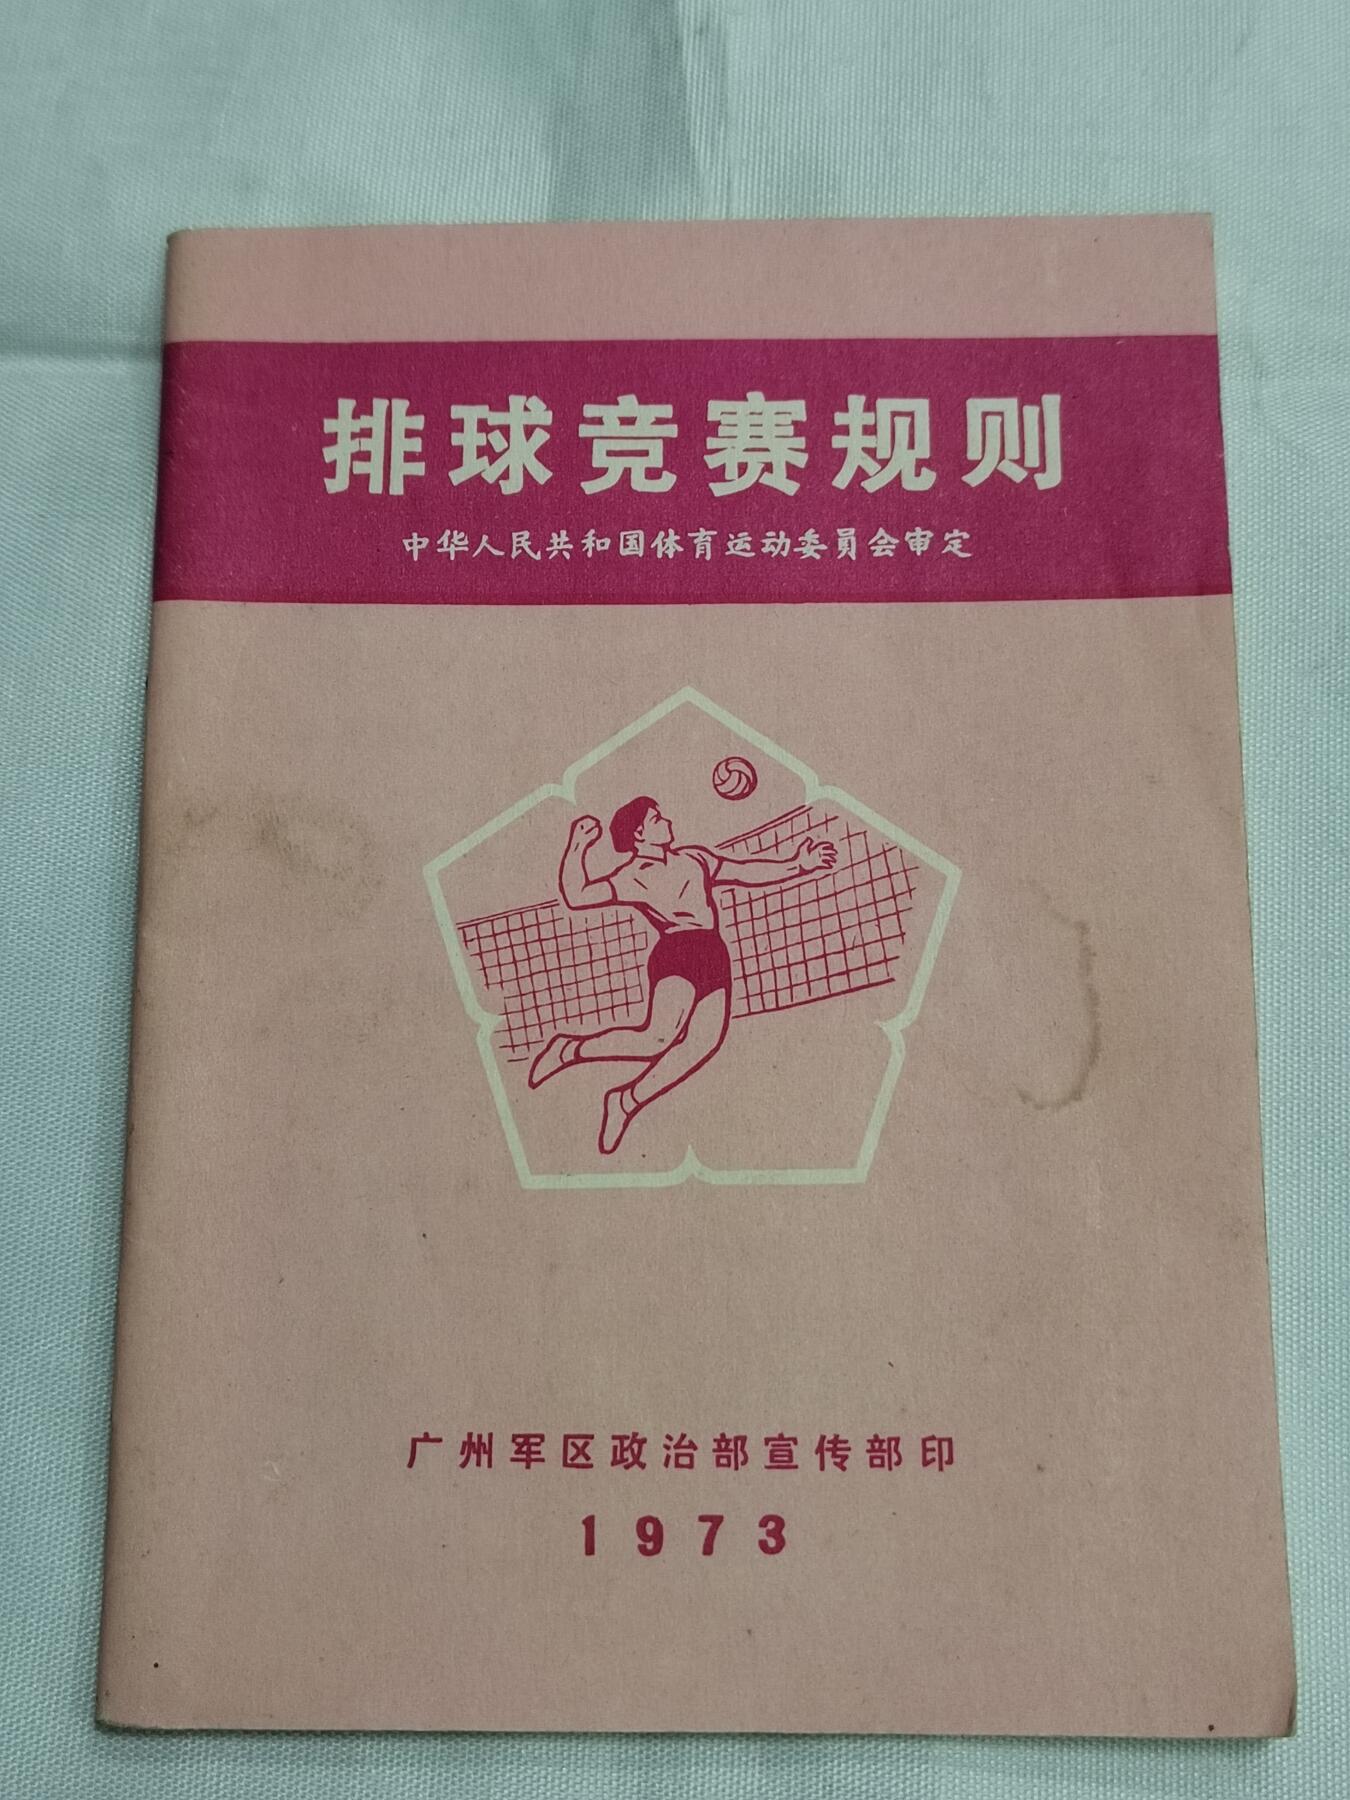 排球竞赛规则
中华人民共和国体育运动委員会审定
广州军区政治部宣传部印
1973